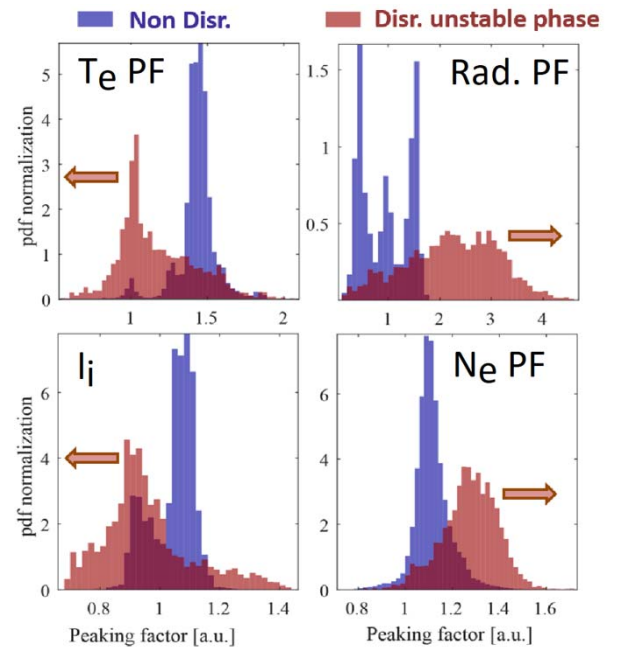 Non Disr. Disr. unstable phase
Te PF
pdf normalization
5
4
3
2
1
0
1 1.5 2
Rad. PF
1.5
1
0.5
1 2 3 4
li
pdf normalization
6
4
2
0
0.8 1 1.2 1.4
Peaking factor [a.u.]
Ne PF
6
4
2
0
0.8 1 1.2 1.4 1.6
Peaking factor [a.u.]